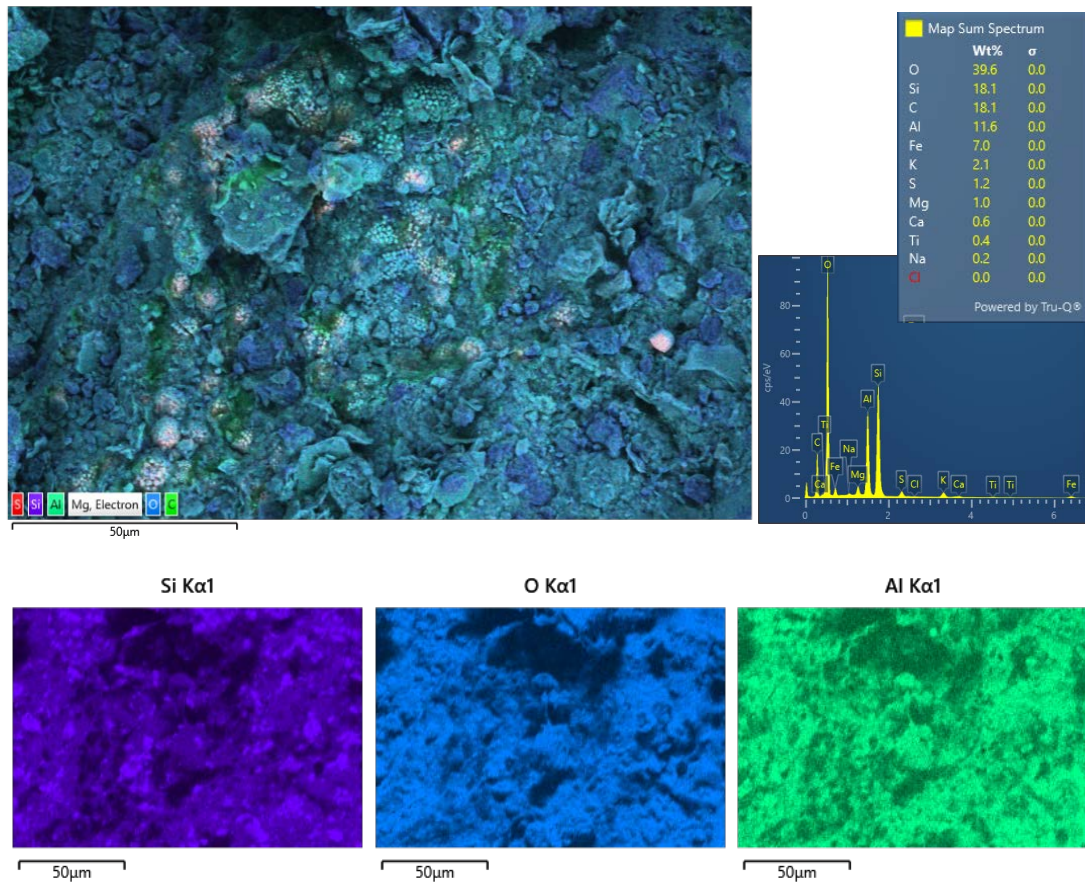 Map Sum Spectrum
Wt% σ
O 39.6 0.0
Si 18.1 0.0
C 18.1 0.0
Al 11.6 0.0
Fe 7.0 0.0
K 2.1 0.0
S 1.2 0.0
Mg 1.0 0.0
Ca 0.6 0.0
Ti 0.4 0.0
Na 0.2 0.0
Cl 0.0 0.0
Powered by Tru-Q®
S Si Al Mg, Electron O C
50μm
cps/eV
80
60
40
20
0
O
Si
Al
Ti
C
Na
Fe
Ca
Mg
S
Cl
K
Ca
Ti
Ti
Fe
0 2 4 6
Si Kα1 O Kα1 Al Kα1
50μm 50μm 50μm